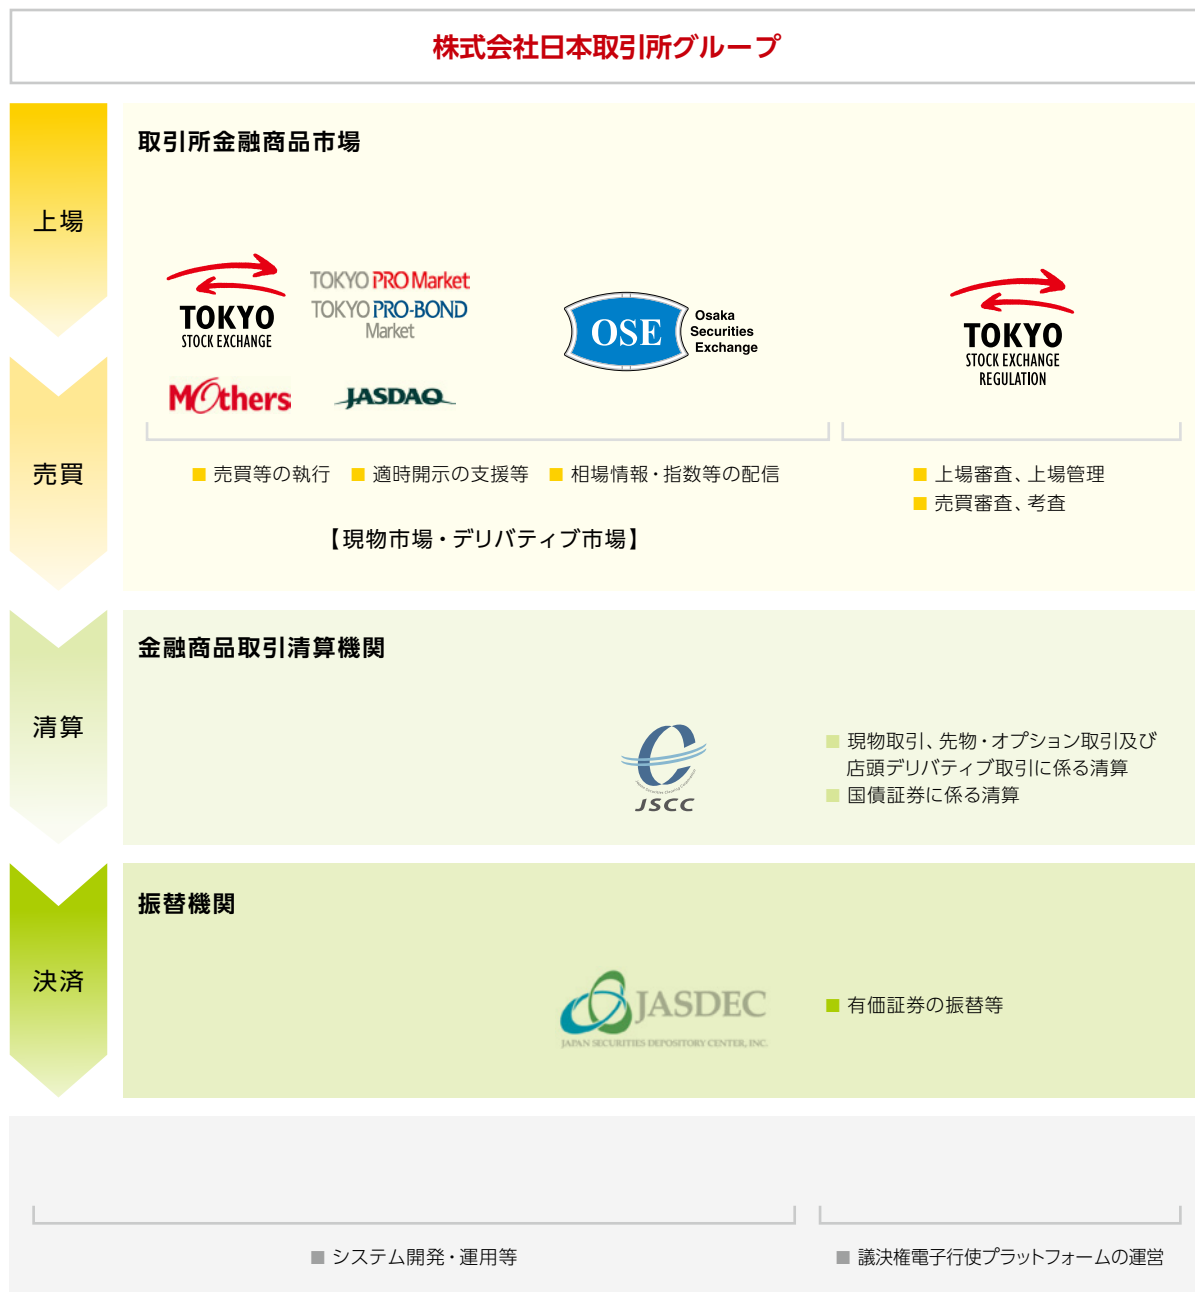 株式会社日本取引所グループ
上場
取引所金融商品市場
TOKYO
STOCK EXCHANGE
TOKYO PRO Market
TOKYO PRO-BOND
Market
Mothers
JASDAQ
OSE
Osaka
Securities
Exchange
TOKYO
STOCK EXCHANGE
REGULATION
売買
■ 売買等の執行 ■ 適時開示の支援等 ■ 相場情報・指数等の配信
【現物市場・デリバティブ市場】
■ 上場審査、上場管理
■ 売買審査、考査
清算
金融商品取引清算機関
Japan Securities Clearing Corporation
JSCC
■ 現物取引、先物・オプション取引及び
店頭デリバティブ取引に係る清算
■ 国債証券に係る清算
決済
振替機関
JASDEC
JAPAN SECURITIES DEPOSITORY CENTER, INC.
■ 有価証券の振替等
■ システム開発・運用等
■ 議決権電子行使プラットフォームの運営